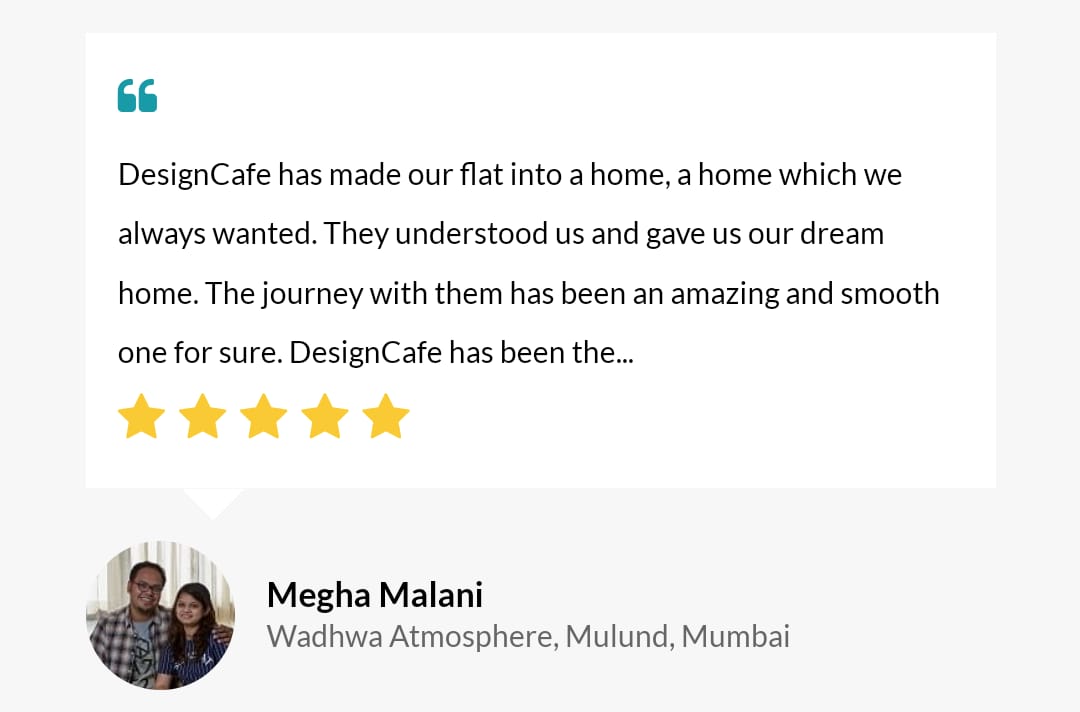 “
DesignCafe has made our flat into a home, a home which we
always wanted. They understood us and gave us our dream
home. The journey with them has been an amazing and smooth
one for sure. DesignCafe has been the...
Megha Malani
Wadhwa Atmosphere, Mulund, Mumbai